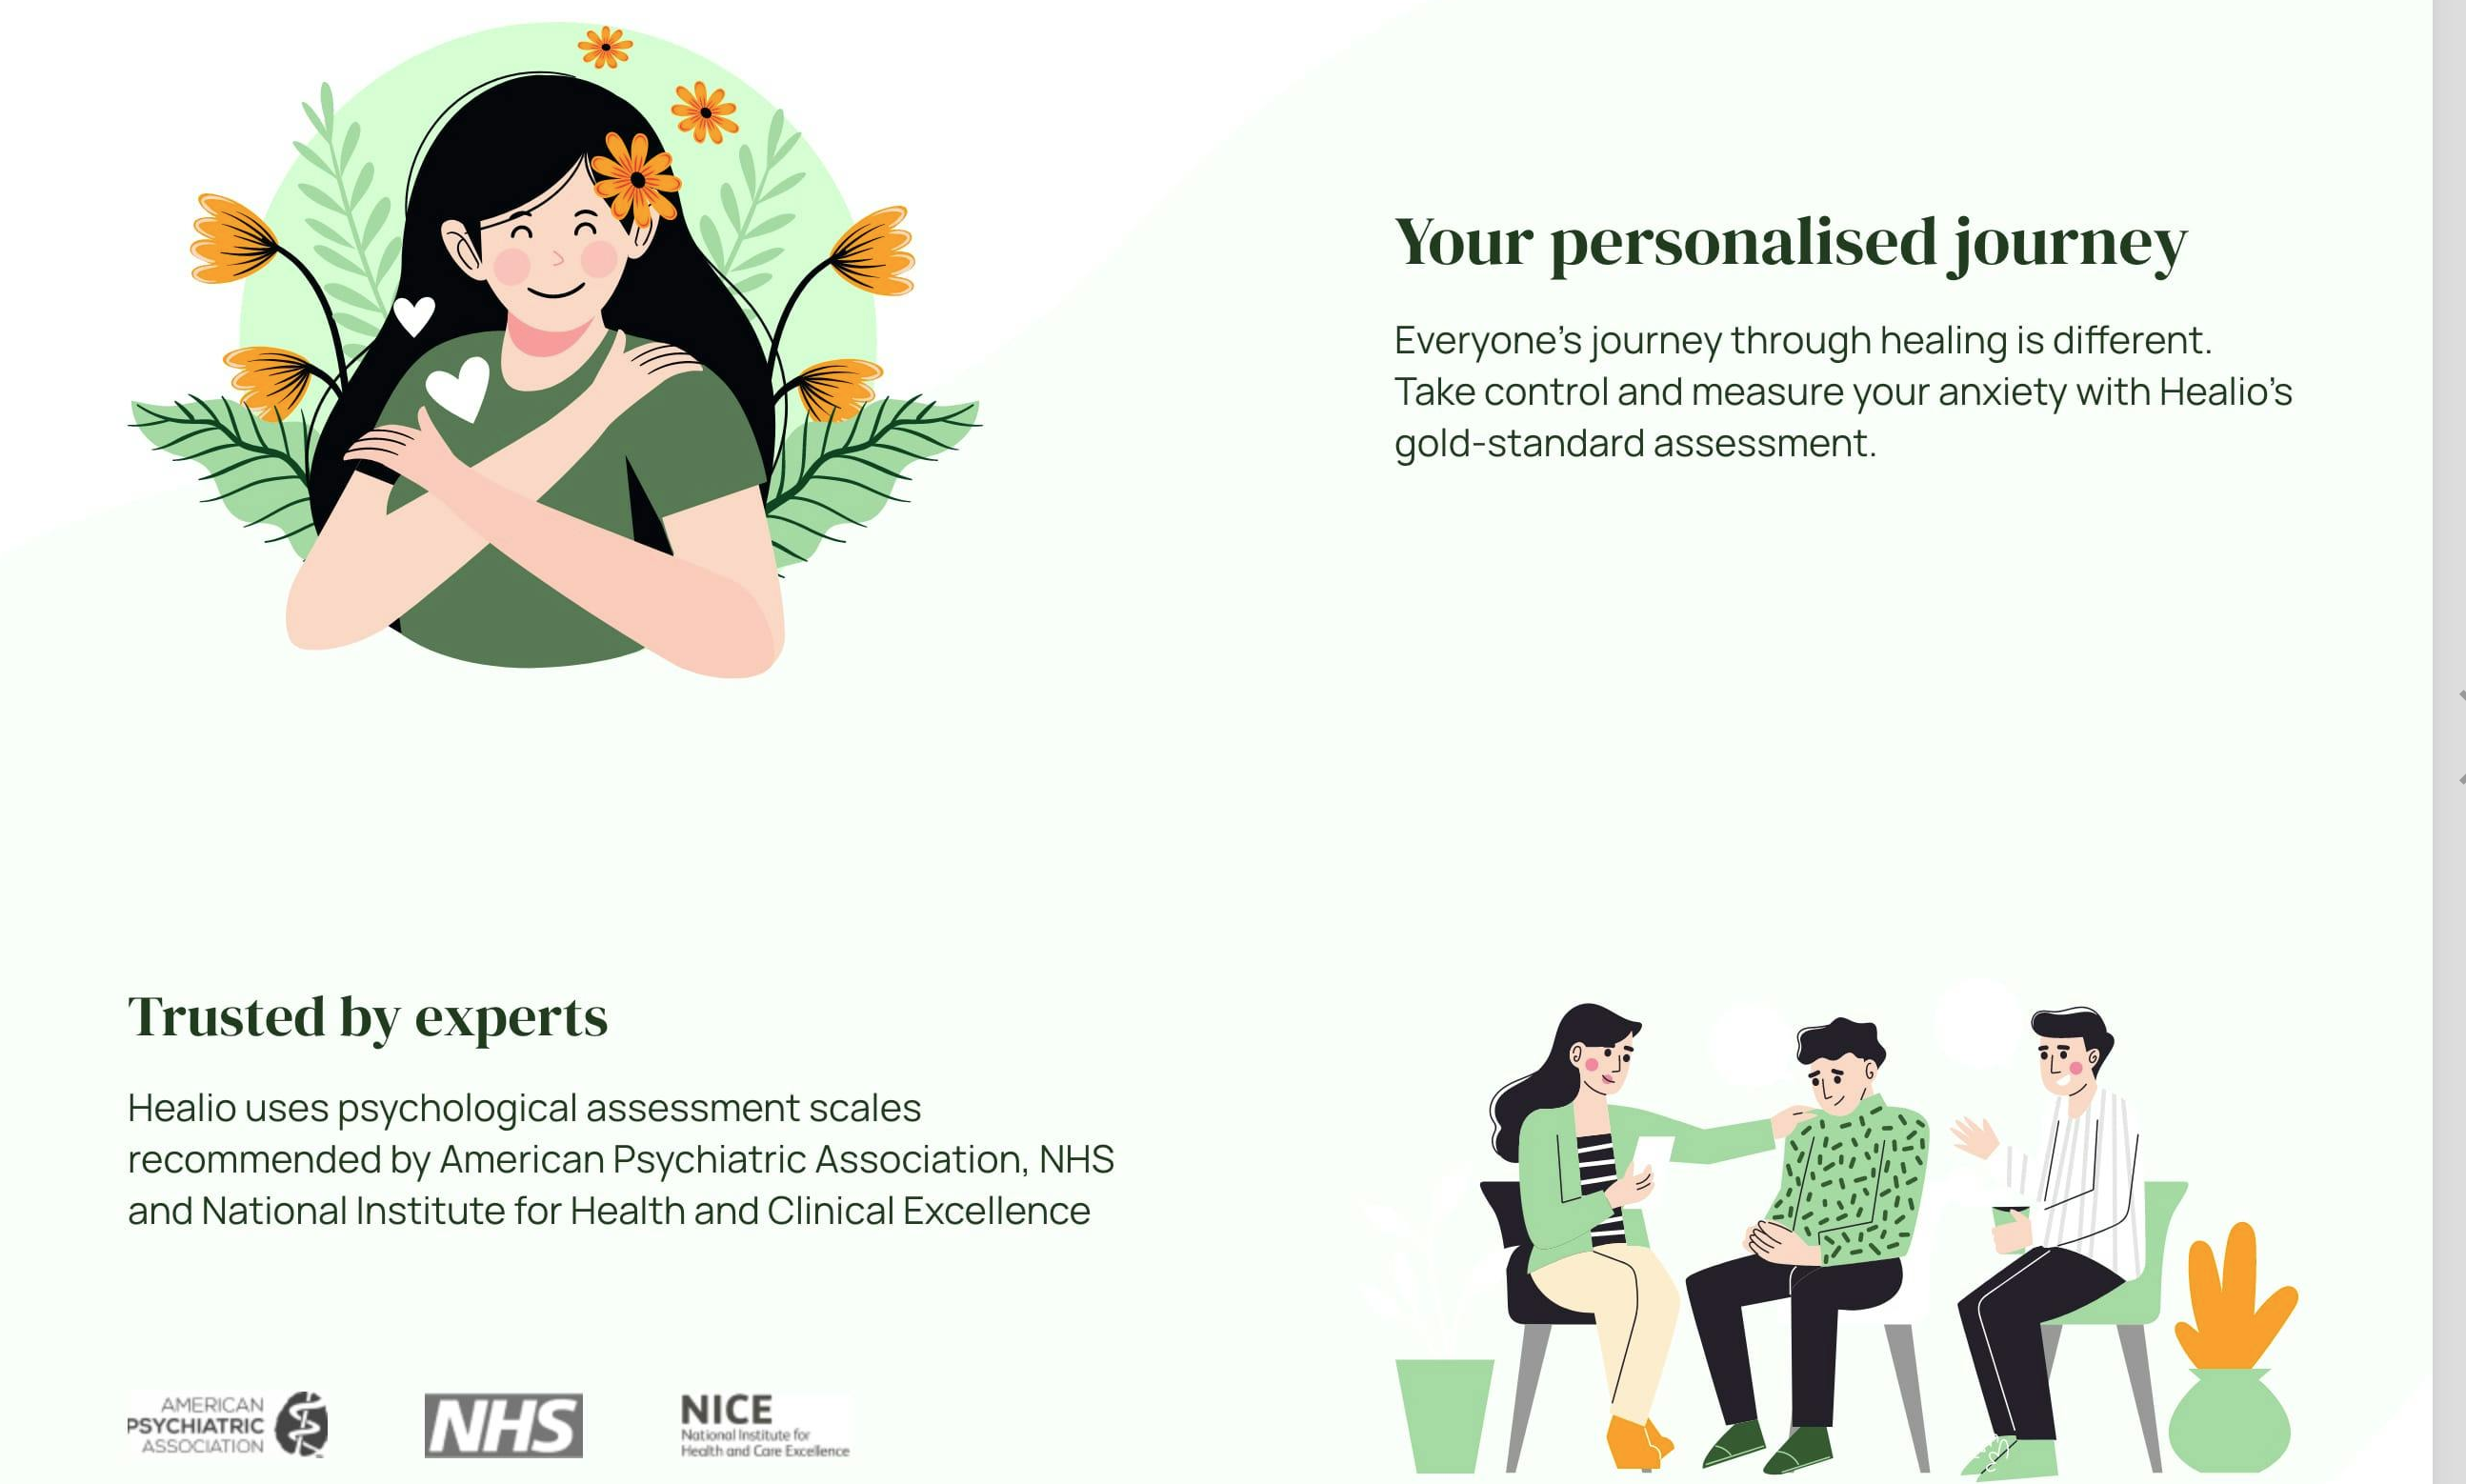 Your personalised journey
Everyone’s journey through healing is different.
Take control and measure your anxiety with Healio’s
gold-standard assessment.
Trusted by experts
Healio uses psychological assessment scales
recommended by American Psychiatric Association, NHS
and National Institute for Health and Clinical Excellence
AMERICAN
PSYCHIATRIC
ASSOCIATION
NHS
NICE
National Institute for
Health and Care Excellence